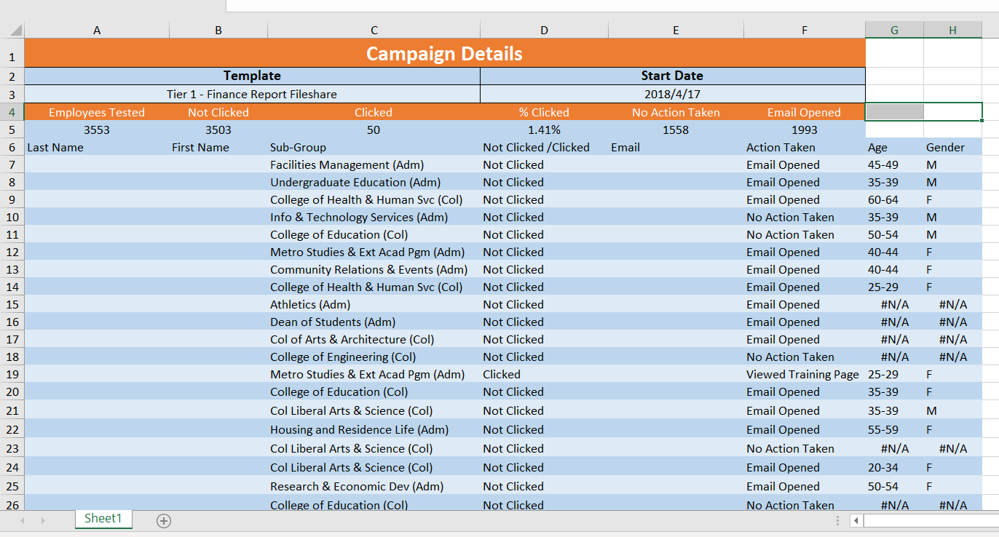 A B C D E F G H
1 Campaign Details
2 Template Start Date
3 Tier 1 - Finance Report Fileshare 2018/4/17
4 Employees Tested Not Clicked Clicked % Clicked No Action Taken Email Opened
5 3553 3503 50 1.41% 1558 1993
6 Last Name First Name Sub-Group Not Clicked /Clicked Email Action Taken Age Gender
7 Facilities Management (Adm) Not Clicked Email Opened 45-49 M
8 Undergraduate Education (Adm) Not Clicked Email Opened 35-39 M
9 College of Health & Human Svc (Col) Not Clicked Email Opened 60-64 F
10 Info & Technology Services (Adm) Not Clicked No Action Taken 35-39 M
11 College of Education (Col) Not Clicked No Action Taken 50-54 M
12 Metro Studies & Ext Acad Pgm (Adm) Not Clicked Email Opened 40-44 F
13 Community Relations & Events (Adm) Not Clicked Email Opened 40-44 F
14 College of Health & Human Svc (Col) Not Clicked Email Opened 25-29 F
15 Athletics (Adm) Not Clicked Email Opened #N/A #N/A
16 Dean of Students (Adm) Not Clicked Email Opened #N/A #N/A
17 Col of Arts & Architecture (Col) Not Clicked Email Opened #N/A #N/A
18 College of Engineering (Col) Not Clicked No Action Taken #N/A #N/A
19 Metro Studies & Ext Acad Pgm (Adm) Clicked Viewed Training Page 25-29 F
20 College of Education (Col) Not Clicked Email Opened 35-39 F
21 Col Liberal Arts & Science (Col) Not Clicked Email Opened 35-39 M
22 Housing and Residence Life (Adm) Not Clicked Email Opened 55-59 F
23 Col Liberal Arts & Science (Col) Not Clicked No Action Taken #N/A #N/A
24 Col Liberal Arts & Science (Col) Not Clicked Email Opened 20-34 F
25 Research & Economic Dev (Adm) Not Clicked Email Opened 50-54 F
26 College of Education (Col) Not Clicked No Action Taken #N/A #N/A
Sheet1